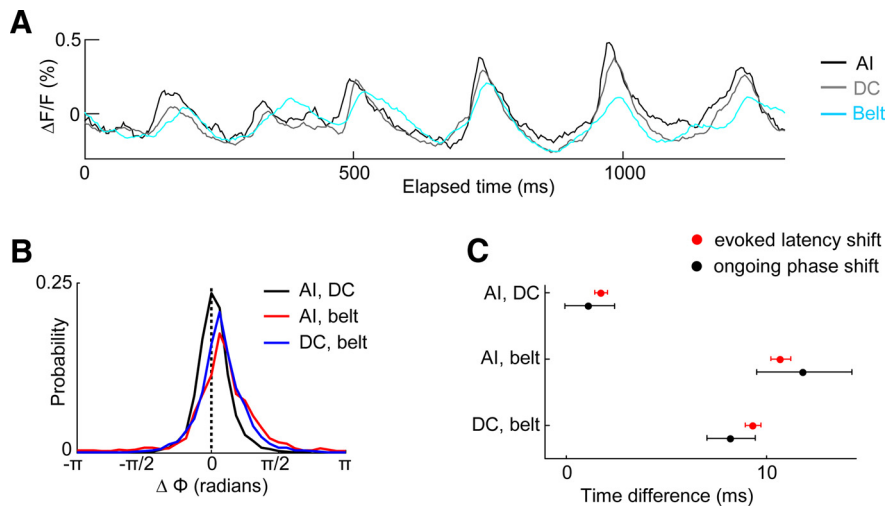 A
0.5
0
ΔF/F (%)
0
500
1000
Elapsed time (ms)
AI
DC
Belt
B
0.25
0
Probability
-π
-π/2
0
π/2
π
Δ Φ (radians)
AI, DC
AI, belt
DC, belt
C
evoked latency shift
ongoing phase shift
AI, DC
AI, belt
DC, belt
0
10
Time difference (ms)